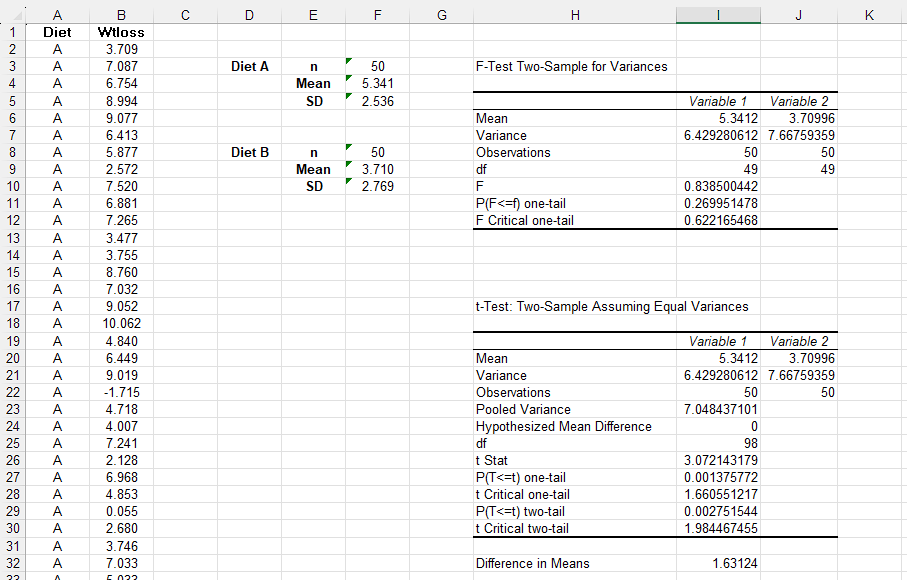 A B C D E F G H I J K
1 Diet Wtloss
2 A 3.709
3 A 7.087 Diet A n 50 F-Test Two-Sample for Variances
4 A 6.754 Mean 5.341
5 A 8.994 SD 2.536 Variable 1 Variable 2
6 A 9.077 Mean 5.3412 3.70996
7 A 6.413 Variance 6.429280612 7.66759359
8 A 5.877 Diet B n 50 Observations 50 50
9 A 2.572 Mean 3.710 df 49 49
10 A 7.520 SD 2.769 F 0.838500442
11 A 6.881 P(F<=f) one-tail 0.269951478
12 A 7.265 F Critical one-tail 0.622165468
13 A 3.477
14 A 3.755
15 A 8.760
16 A 7.032
17 A 9.052 t-Test: Two-Sample Assuming Equal Variances
18 A 10.062
19 A 4.840 Variable 1 Variable 2
20 A 6.449 Mean 5.3412 3.70996
21 A 9.019 Variance 6.429280612 7.66759359
22 A -1.715 Observations 50 50
23 A 4.718 Pooled Variance 7.048437101
24 A 4.007 Hypothesized Mean Difference 0
25 A 7.241 df 98
26 A 2.128 t Stat 3.072143179
27 A 6.968 P(T<=t) one-tail 0.001375772
28 A 4.853 t Critical one-tail 1.660551217
29 A 0.055 P(T<=t) two-tail 0.002751544
30 A 2.680 t Critical two-tail 1.984467455
31 A 3.746
32 A 7.033 Difference in Means 1.63124
33 A 5.033